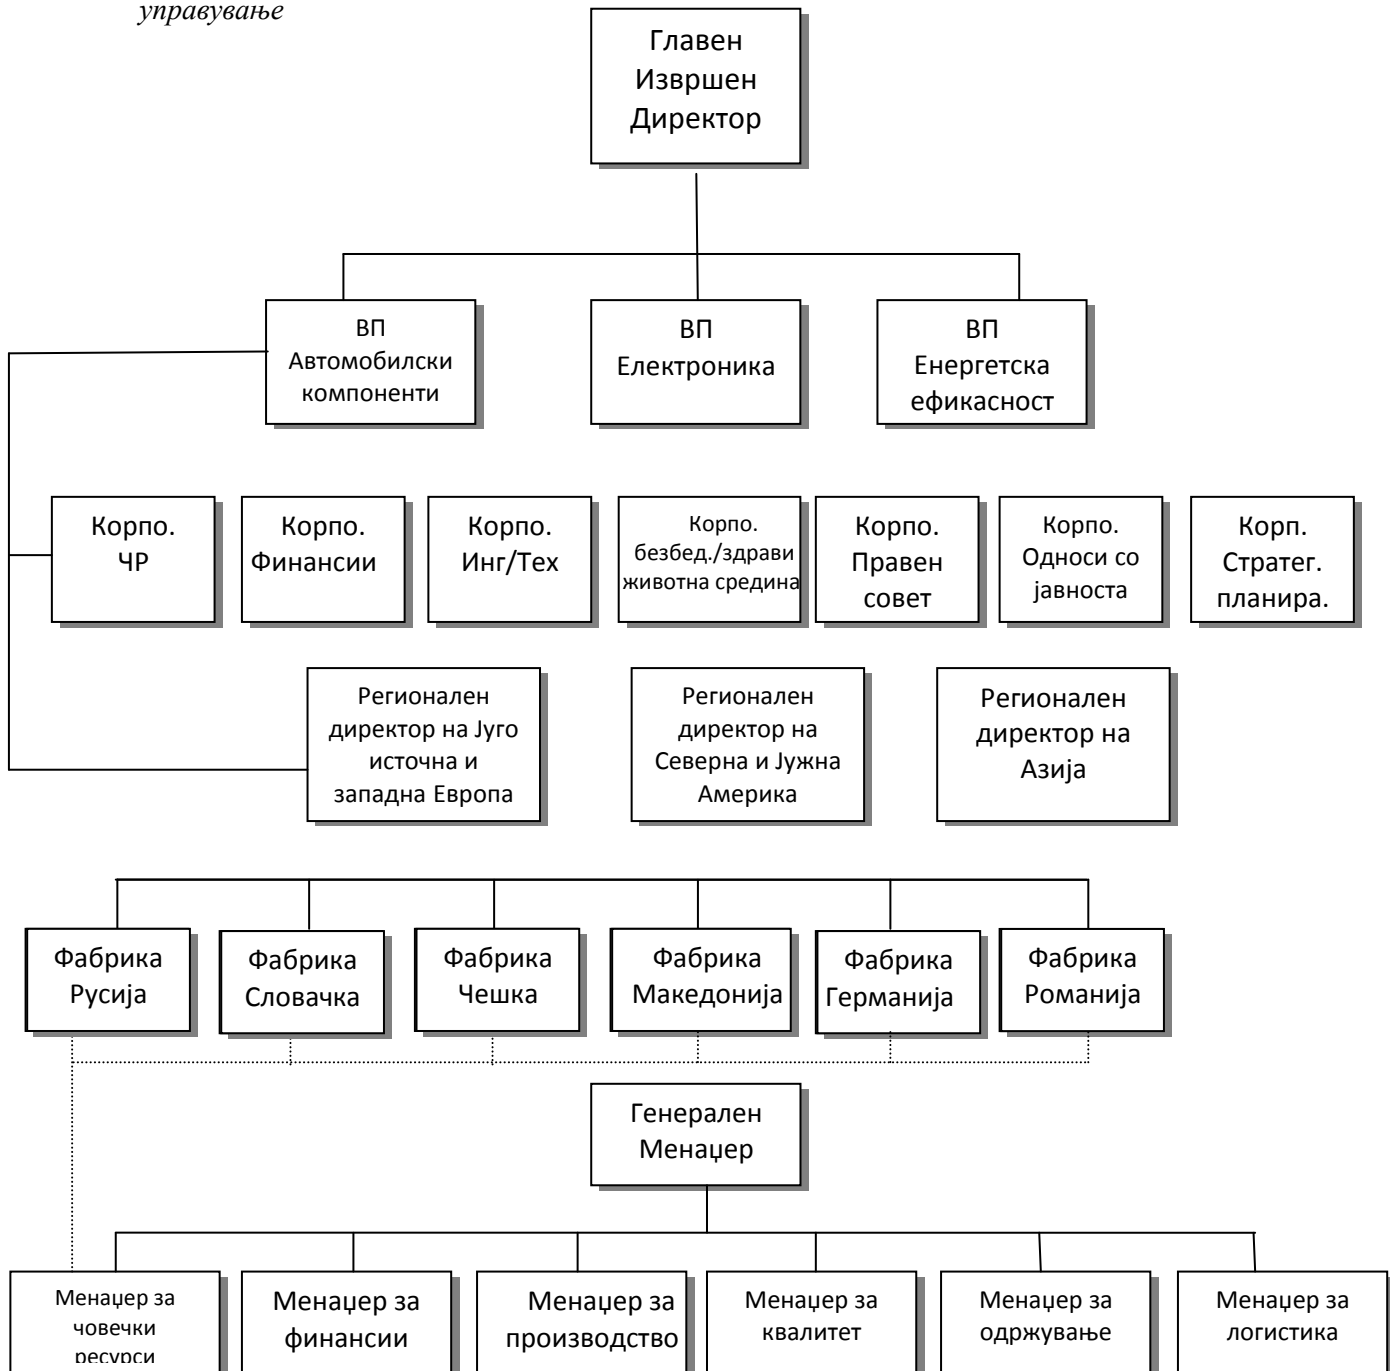 управување
Главен
Извршен
Директор
ВП
Автомобилски
компоненти
ВП
Електроника
ВП
Енергетска
ефикасност
Корпо.
ЧР
Корпо.
Финансии
Корпо.
Инг/Тех
Корпо.
безбед./здрави
животна средина
Корпо.
Правен
совет
Корпо.
Односи со
јавноста
Корп.
Стратег.
планира.
Регионален
директор на Југо
источна и
западна Европа
Регионален
директор на
Северна и Јужна
Америка
Регионален
директор на
Азија
Фабрика
Русија
Фабрика
Словачка
Фабрика
Чешка
Фабрика
Македонија
Фабрика
Германија
Фабрика
Романија
Генерален
Менаџер
Менаџер за
човечки
ресурси
Менаџер за
финансии
Менаџер за
производство
Менаџер за
квалитет
Менаџер за
одржување
Менаџер за
логистика